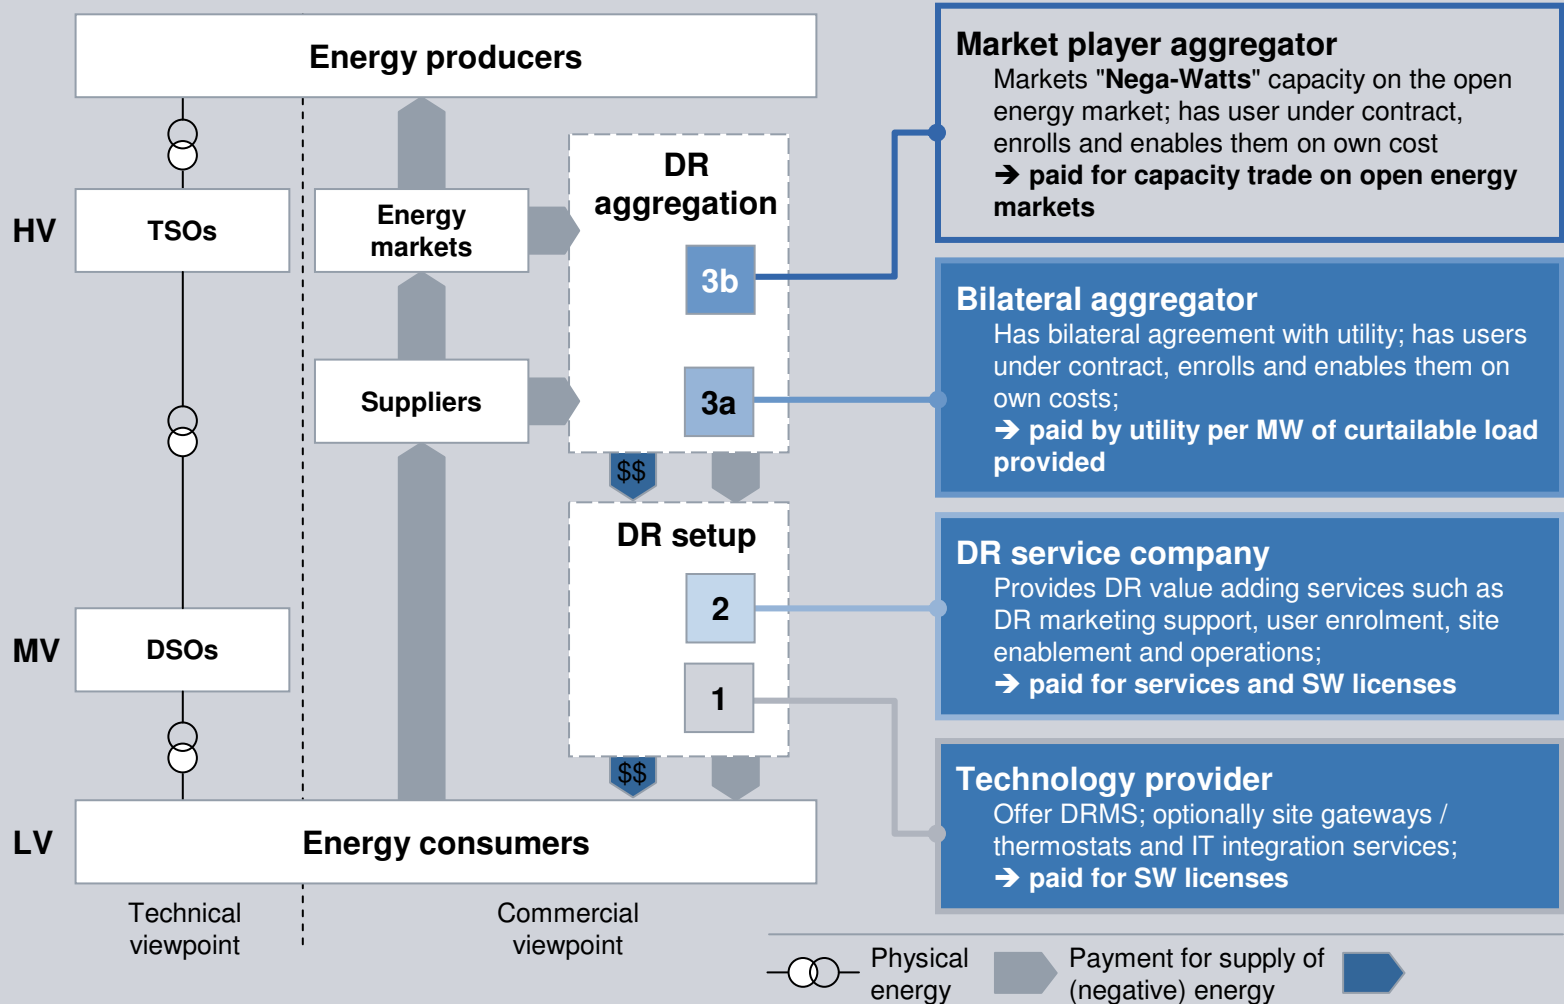 Energy producers
HV
TSOs
Energy
markets
Suppliers
MV
DSOs
LV
Energy consumers
DR
aggregation
3b
3a
$$
DR setup
2
1
$$
Technical
viewpoint
Commercial
viewpoint
Market player aggregator
Markets "Nega-Watts" capacity on the open
energy market; has user under contract,
enrolls and enables them on own cost
➔ paid for capacity trade on open energy
markets
Bilateral aggregator
Has bilateral agreement with utility; has users
under contract, enrolls and enables them on
own costs;
➔ paid by utility per MW of curtailable load
provided
DR service company
Provides DR value adding services such as
DR marketing support, user enrolment, site
enablement and operations;
➔ paid for services and SW licenses
Technology provider
Offer DRMS; optionally site gateways /
thermostats and IT integration services;
➔ paid for SW licenses
Physical
energy
Payment for supply of
(negative) energy